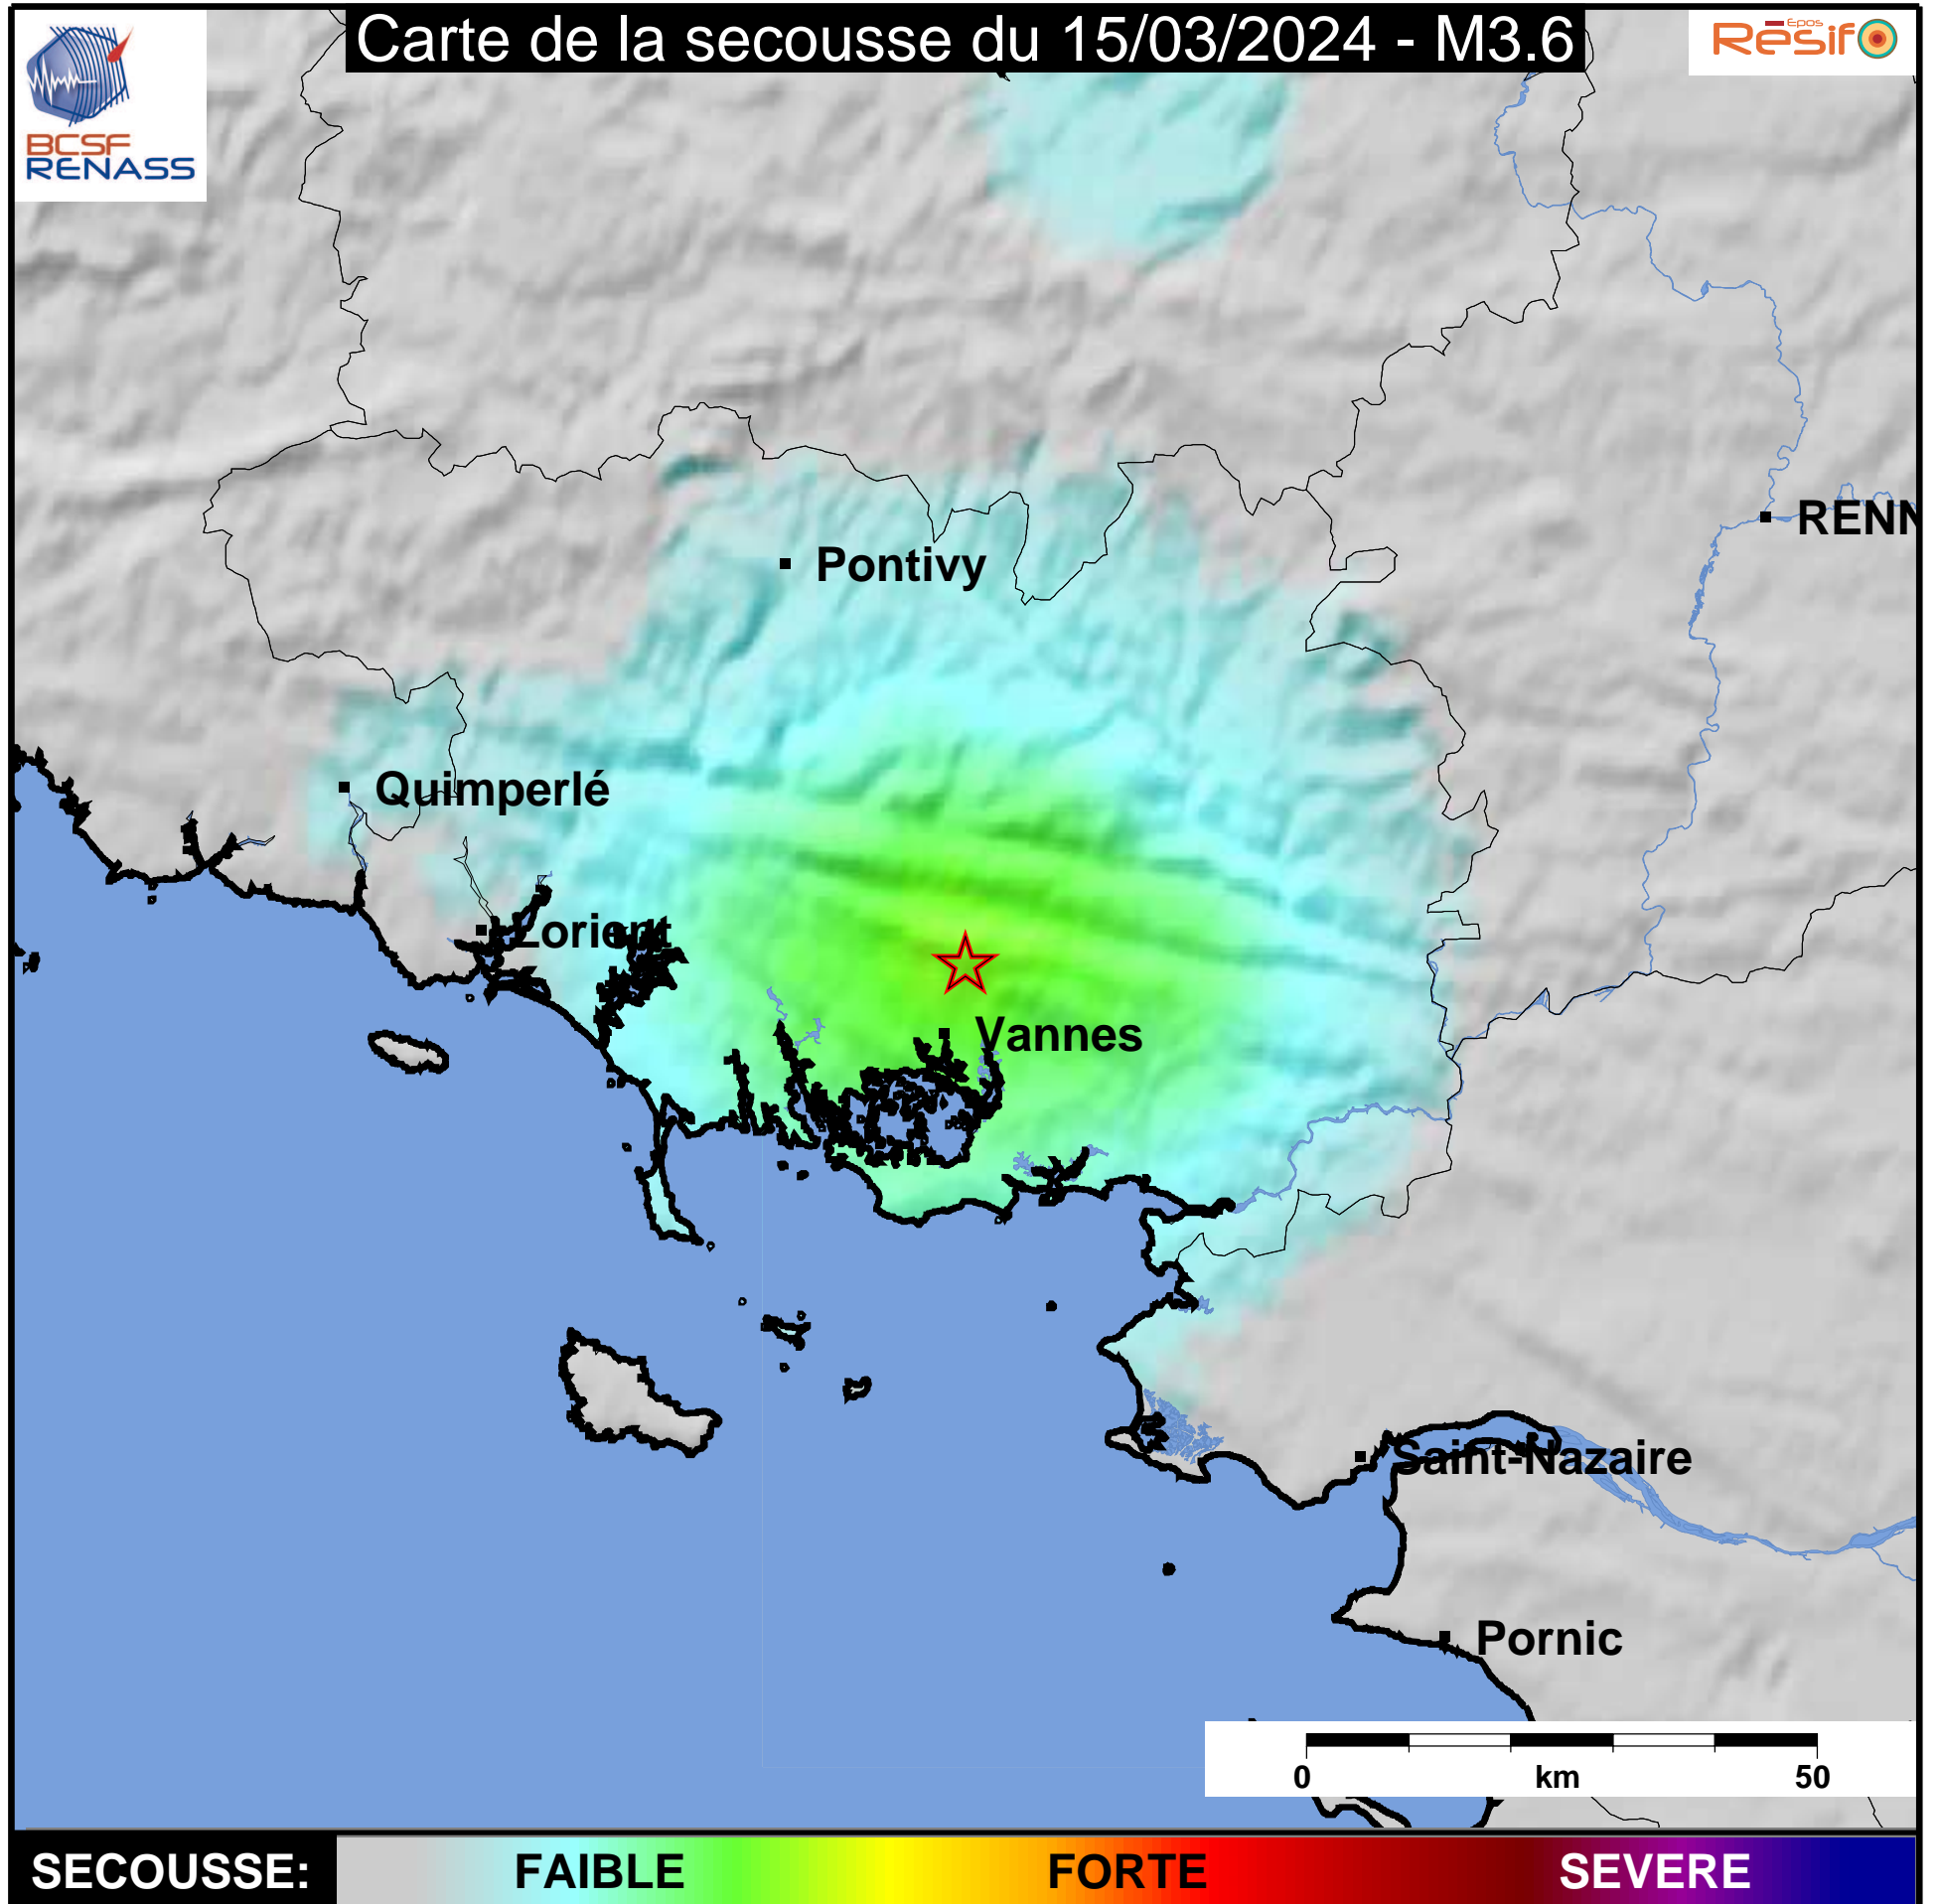 Carte de la secousse du 15/03/2024 - M3.6
BCSF
RENASS
Epos
Résif
RENN
Pontivy
Quimperlé
Lorient
Vannes
Saint-Nazaire
Pornic
0 km 50
SECOUSSE: FAIBLE FORTE SEVERE